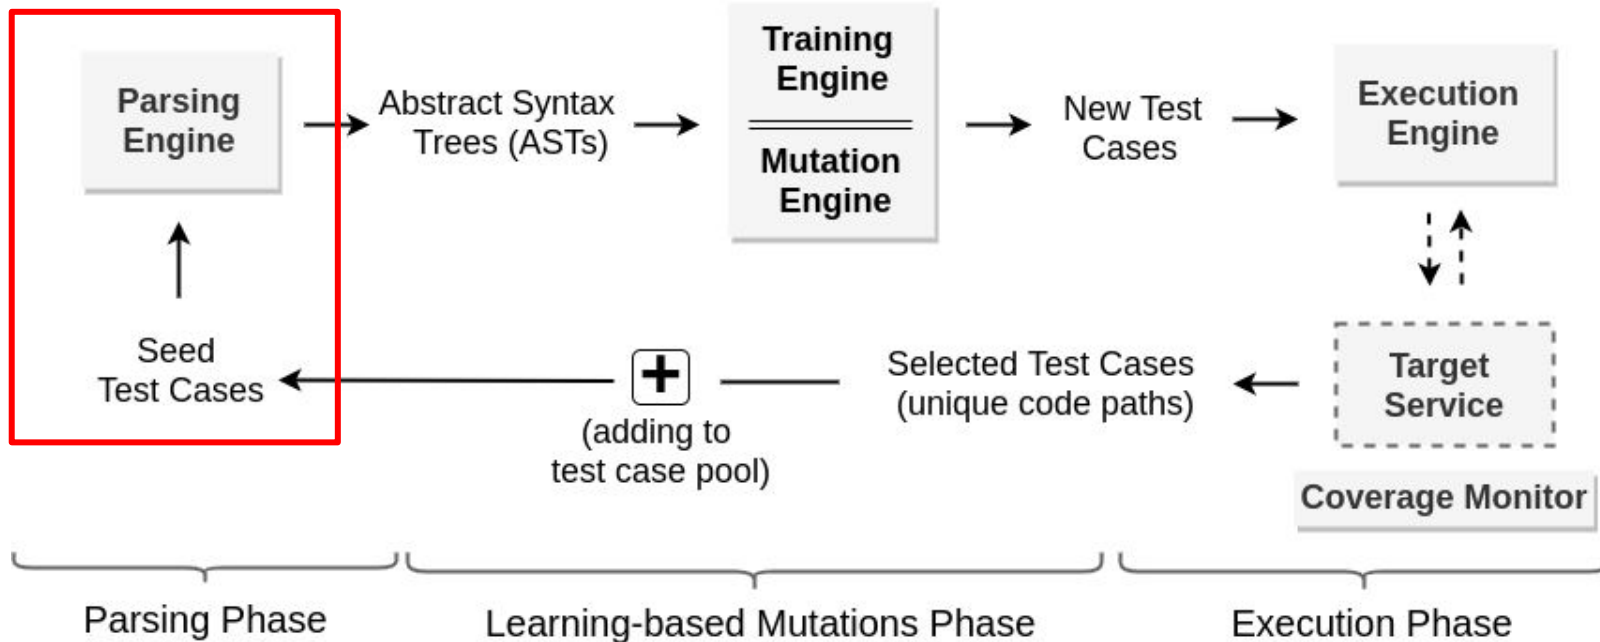 Parsing
Engine
Abstract Syntax
Trees (ASTs)
Training
Engine
Mutation
Engine
New Test
Cases
Execution
Engine
Seed
Test Cases
(adding to
test case pool)
Selected Test Cases
(unique code paths)
Target
Service
Coverage Monitor
Parsing Phase
Learning-based Mutations Phase
Execution Phase